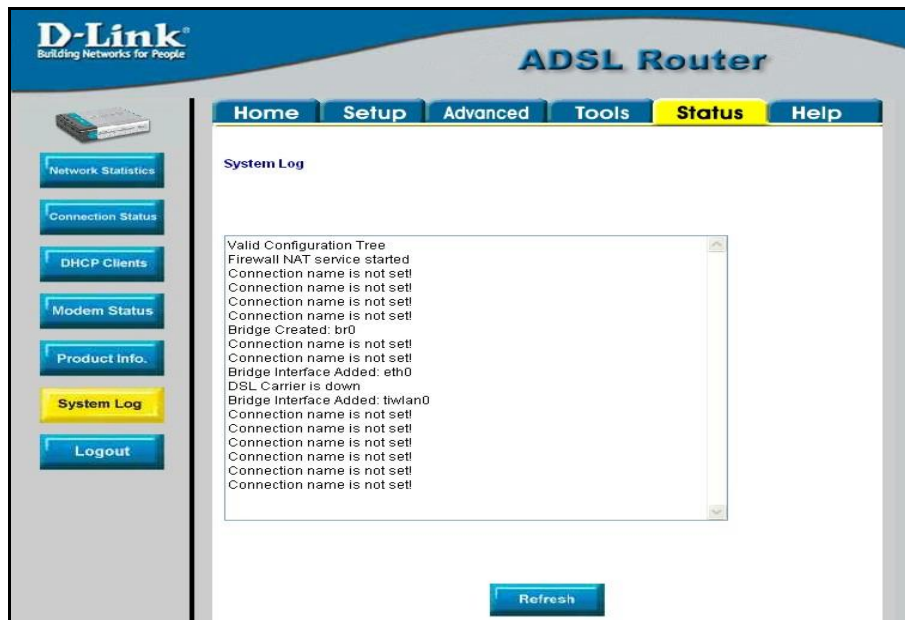 D-Link®
Building Networks for People
ADSL Router
Home Setup Advanced Tools Status Help
Network Statistics
Connection Status
DHCP Clients
Modem Status
Product Info.
System Log
Logout
System Log
Valid Configuration Tree
Firewall NAT service started
Connection name is not set!
Connection name is not set!
Connection name is not set!
Connection name is not set!
Bridge Created: br0
Connection name is not set!
Connection name is not set!
Bridge Interface Added: eth0
DSL Carrier is down
Bridge Interface Added: tiwlan0
Connection name is not set!
Connection name is not set!
Connection name is not set!
Connection name is not set!
Connection name is not set!
Connection name is not set!
Refresh